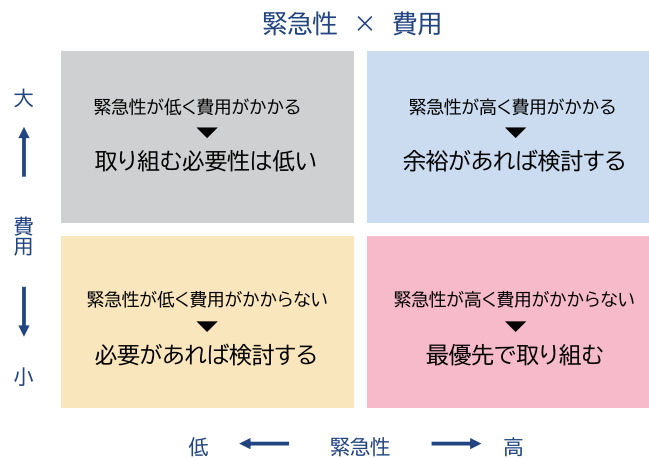 緊急性 × 費用
大
緊急性が低く費用がかかる
取り組む必要性は低い
緊急性が高く費用がかかる
余裕があれば検討する
費用
緊急性が低く費用がかからない
必要があれば検討する
緊急性が高く費用がかからない
最優先で取り組む
小
低
緊急性
高